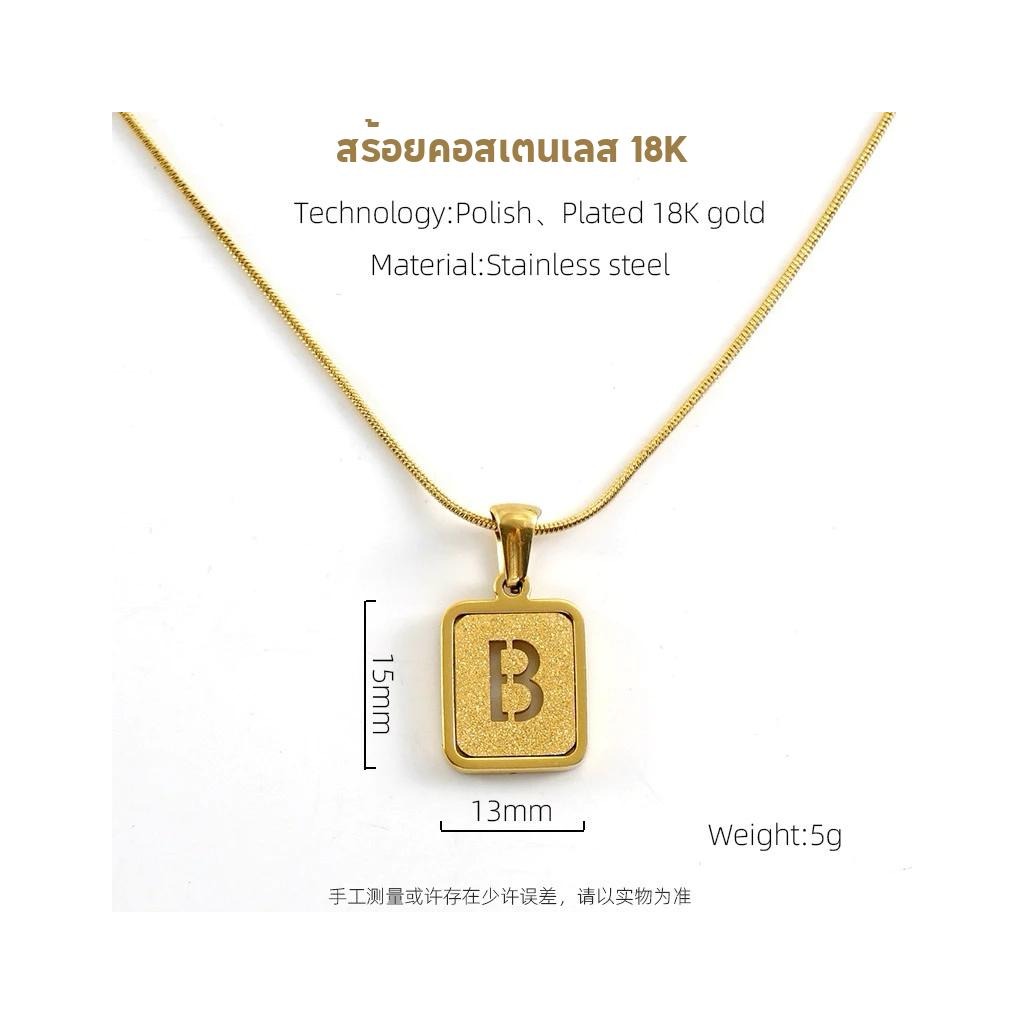 สร้อยคอสเตนเลส 18K
Technology:Polish、Plated 18K gold
Material:Stainless steel
B
15mm
13mm
Weight:5g
手工测量或许存在少许误差，请以实物为准